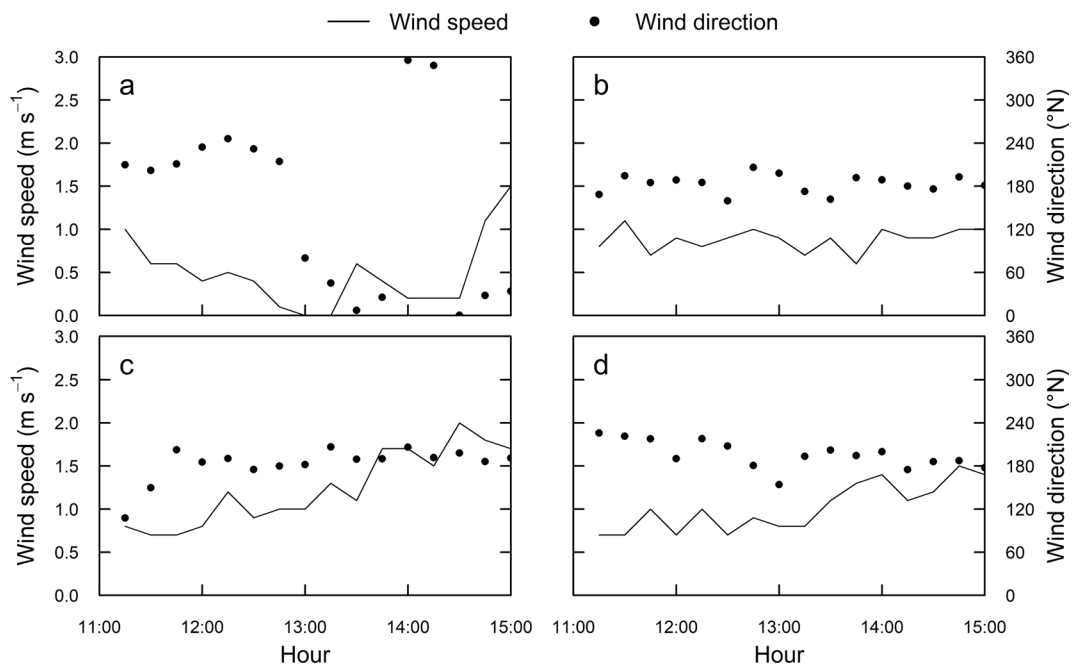 Wind speed
Wind direction
a
3.0
2.5
2.0
1.5
1.0
0.5
0.0
Wind speed (m s⁻¹)
b
360
300
240
180
120
60
0
Wind direction (°N)
c
3.0
2.5
2.0
1.5
1.0
0.5
0.0
Wind speed (m s⁻¹)
d
360
300
240
180
120
60
0
Wind direction (°N)
11:00 12:00 13:00 14:00 15:00
Hour
11:00 12:00 13:00 14:00 15:00
Hour